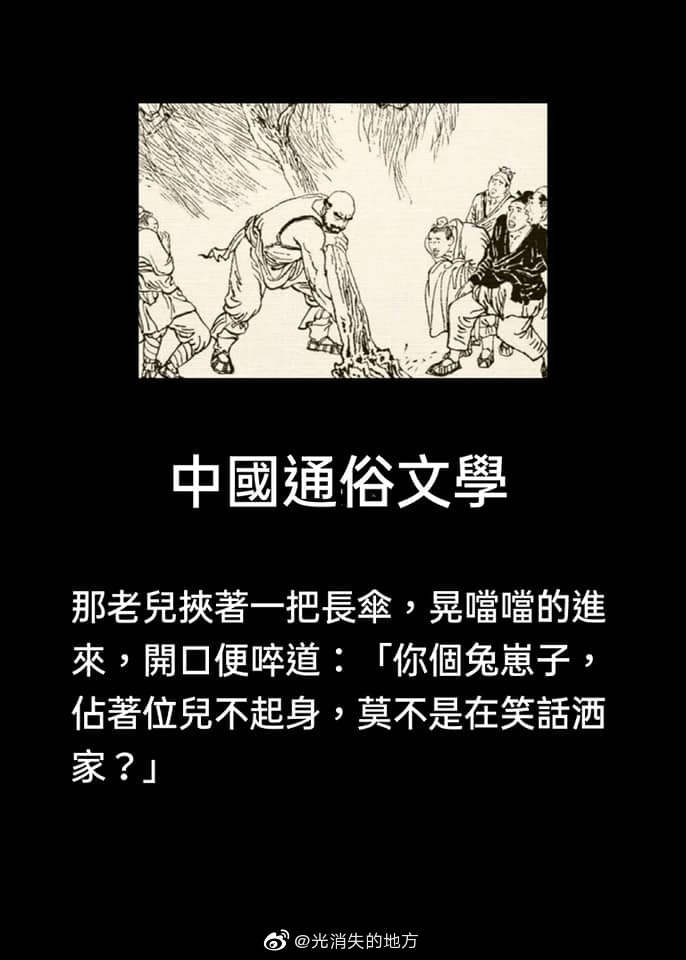 中國通俗文學
那老兒挾著一把長傘，晃噹噹的進
來，開口便啐道：「你個兔崽子，
佔著位兒不起身，莫不是在笑話洒
家？」
@光消失的地方